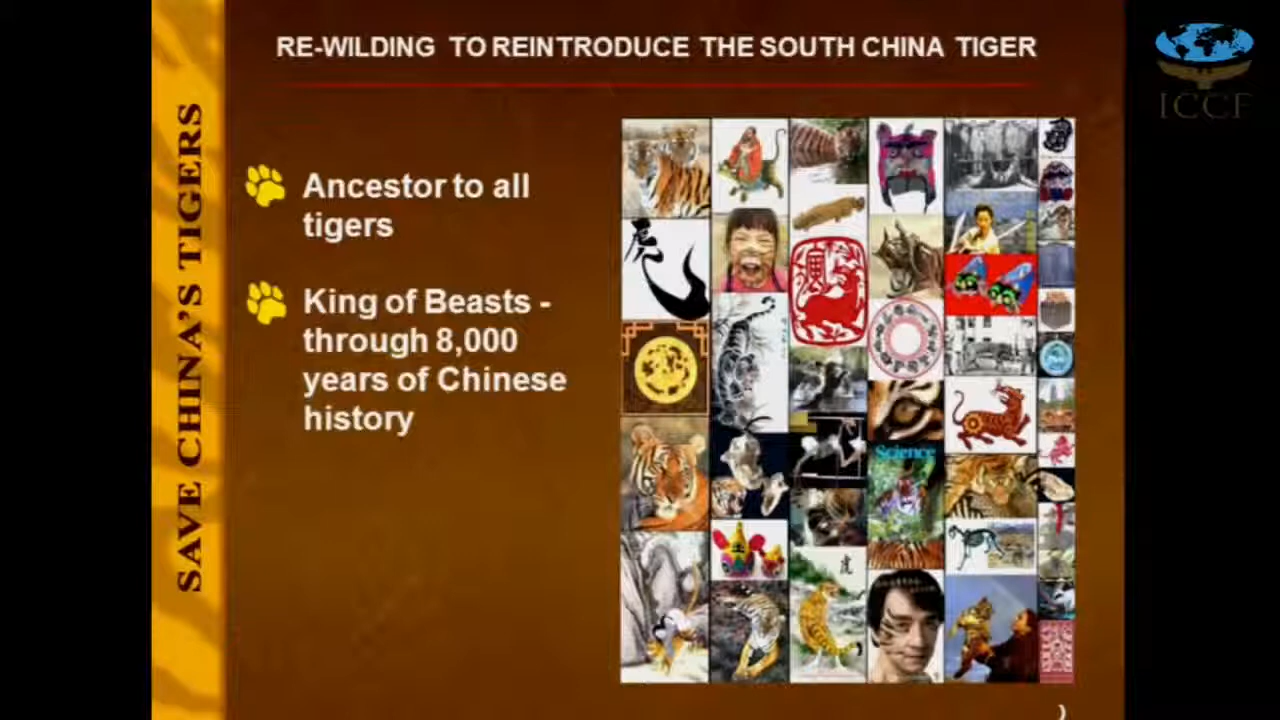 RE-WILDING TO REINTRODUCE THE SOUTH CHINA TIGER
ICCF
SAVE CHINA'S TIGERS
Ancestor to all
tigers
King of Beasts -
through 8,000
years of Chinese
history
虎
Science
虎
)